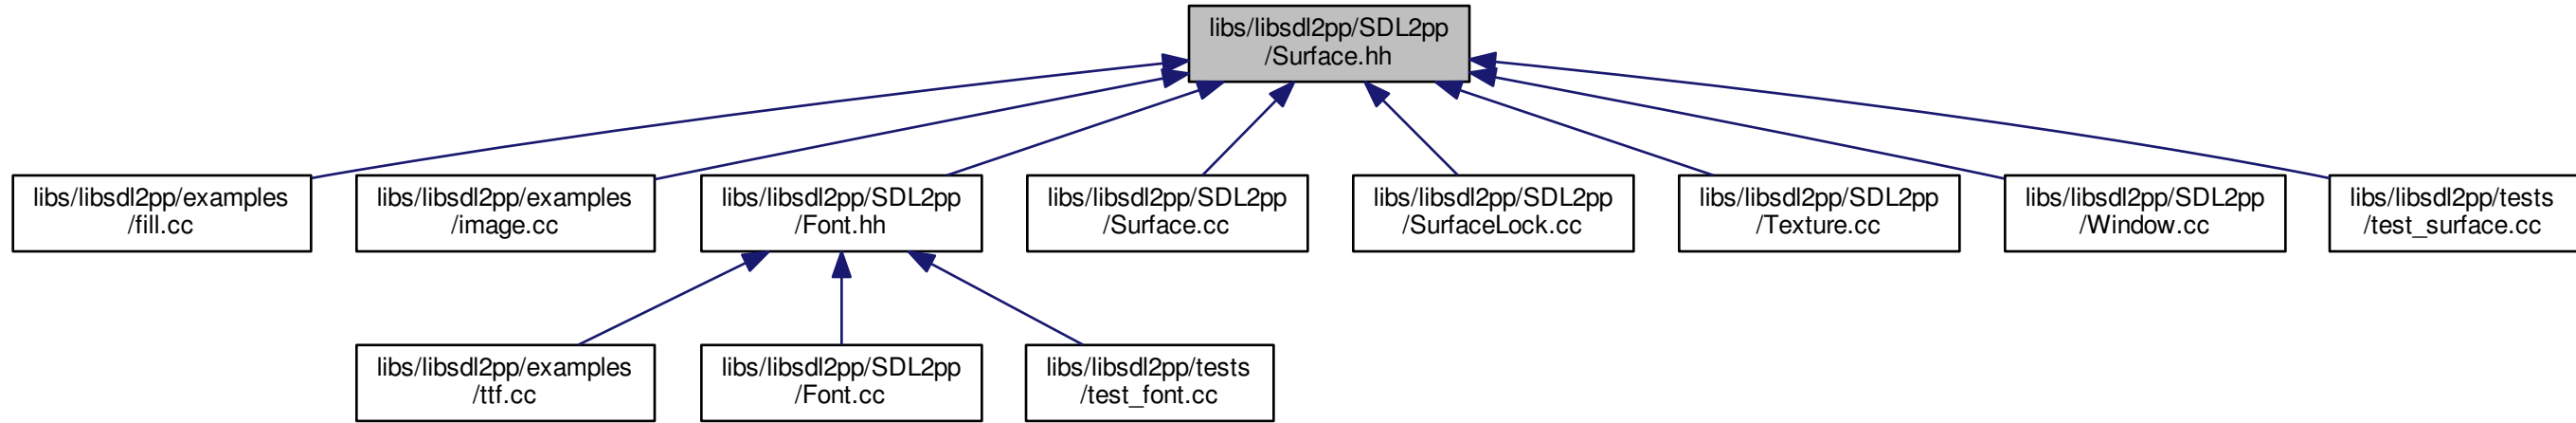 libs/libsdl2pp/SDL2pp
/Surface.hh
libs/libsdl2pp/examples
/fill.cc
libs/libsdl2pp/examples
/image.cc
libs/libsdl2pp/SDL2pp
/Font.hh
libs/libsdl2pp/SDL2pp
/Surface.cc
libs/libsdl2pp/SDL2pp
/SurfaceLock.cc
libs/libsdl2pp/SDL2pp
/Texture.cc
libs/libsdl2pp/SDL2pp
/Window.cc
libs/libsdl2pp/tests
/test_surface.cc
libs/libsdl2pp/examples
/ttf.cc
libs/libsdl2pp/SDL2pp
/Font.cc
libs/libsdl2pp/tests
/test_font.cc